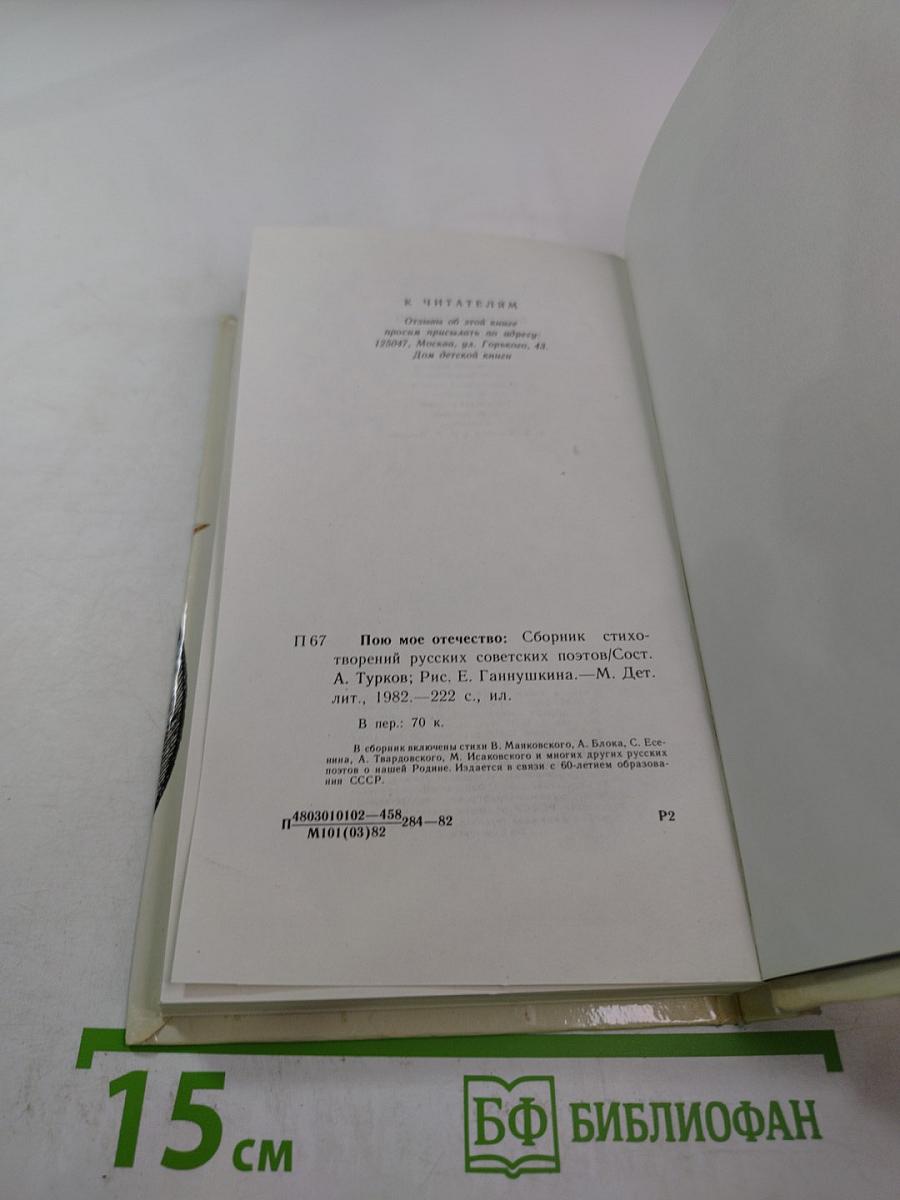 К ЧИТАТЕЛЯМ
Отзывы об этой книге
просим присылать по адресу:
125047, Москва, ул. Горького, 43.
Дом детской книги
П 67 Пою мое отечество: Сборник стихо-
творений русских советских поэтов/Сост.
А. Турков; Рис. Е. Ганнушкина.—М. Дет.
лит., 1982.—222 с., ил.
В пер.: 70 к.
В сборник включены стихи В. Маяковского, А. Блока, С. Есе-
нина, А. Твардовского, М. Исаковского и многих других русских
поэтов о нашей Родине. Издается в связи с 60-летием образова-
ния СССР.
П 4803010102—458 284—82 Р2
М101(03)82
15 см
БФ БИБЛИОФАН